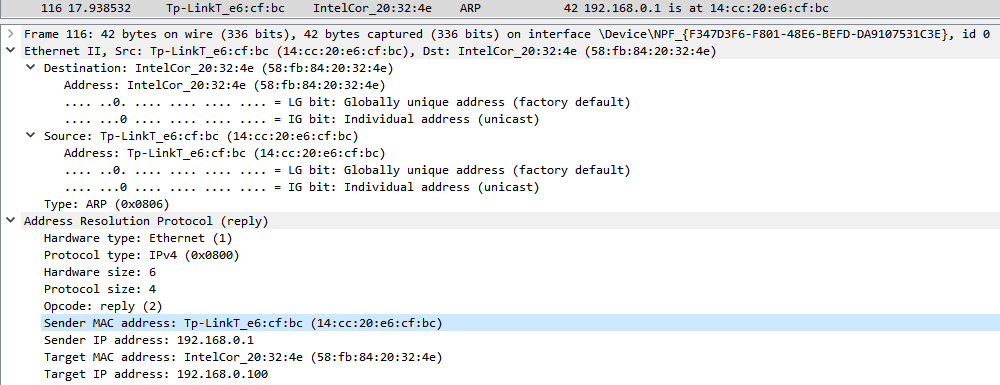 116 17.938532 Tp-LinkT_e6:cf:bc IntelCor_20:32:4e ARP 42 192.168.0.1 is at 14:cc:20:e6:cf:bc
Frame 116: 42 bytes on wire (336 bits), 42 bytes captured (336 bits) on interface \Device\NPF_{F347D3F6-F801-48E6-BEFD-DA9107531C3E}, id 0
Ethernet II, Src: Tp-LinkT_e6:cf:bc (14:cc:20:e6:cf:bc), Dst: IntelCor_20:32:4e (58:fb:84:20:32:4e)
Destination: IntelCor_20:32:4e (58:fb:84:20:32:4e)
Address: IntelCor_20:32:4e (58:fb:84:20:32:4e)
.... ..0. .... .... .... .... = LG bit: Globally unique address (factory default)
.... ...0 .... .... .... .... = IG bit: Individual address (unicast)
Source: Tp-LinkT_e6:cf:bc (14:cc:20:e6:cf:bc)
Address: Tp-LinkT_e6:cf:bc (14:cc:20:e6:cf:bc)
.... ..0. .... .... .... .... = LG bit: Globally unique address (factory default)
.... ...0 .... .... .... .... = IG bit: Individual address (unicast)
Type: ARP (0x0806)
Address Resolution Protocol (reply)
Hardware type: Ethernet (1)
Protocol type: IPv4 (0x0800)
Hardware size: 6
Protocol size: 4
Opcode: reply (2)
Sender MAC address: Tp-LinkT_e6:cf:bc (14:cc:20:e6:cf:bc)
Sender IP address: 192.168.0.1
Target MAC address: IntelCor_20:32:4e (58:fb:84:20:32:4e)
Target IP address: 192.168.0.100